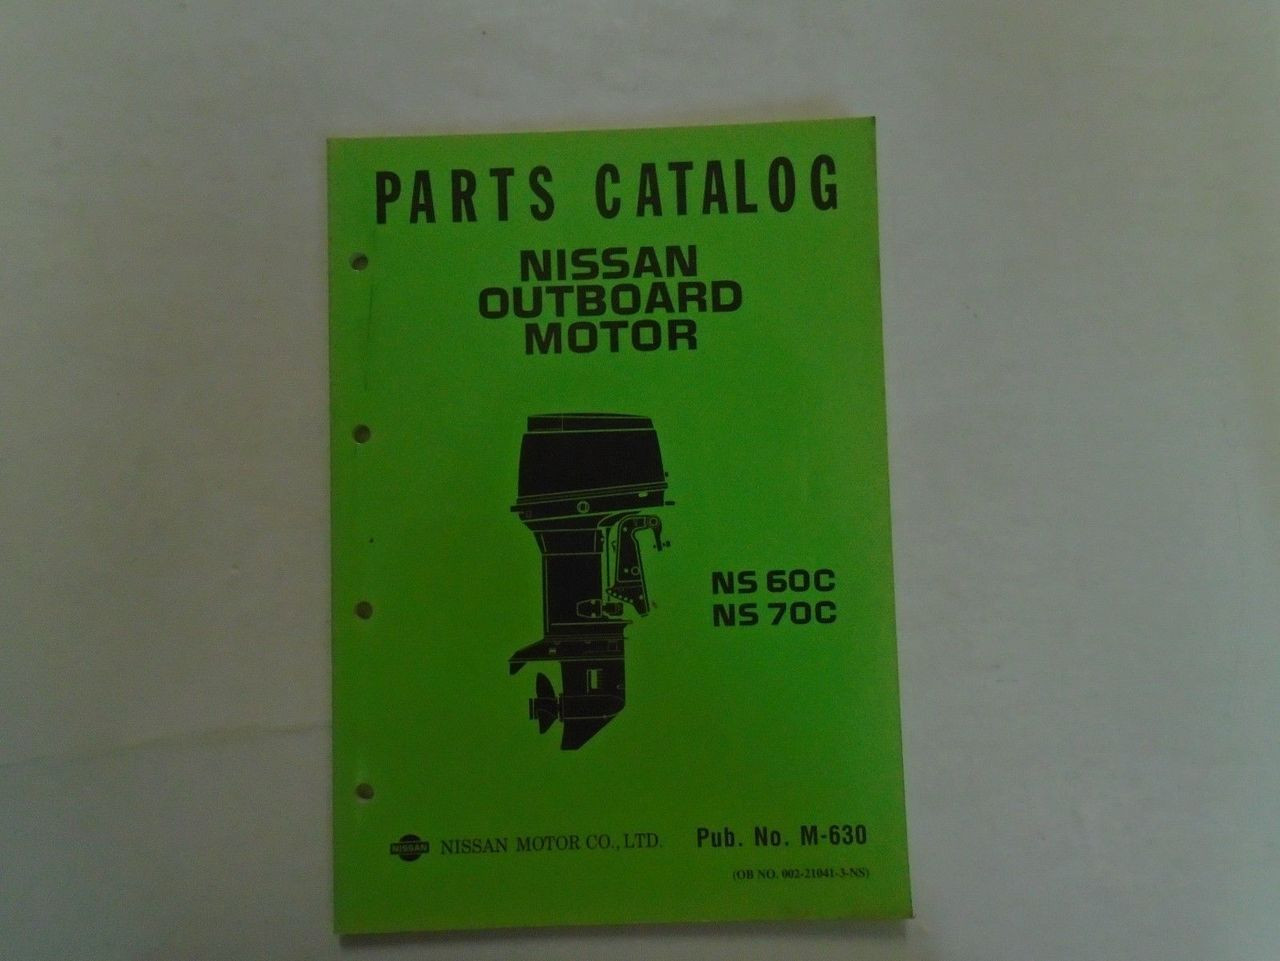 PARTS CATALOG
NISSAN
OUTBOARD
MOTOR
NS 60C
NS 70C
NISSAN
NISSAN MOTOR CO., LTD.
Pub. No. M-630
(OB NO. 002-21041-3-NS)